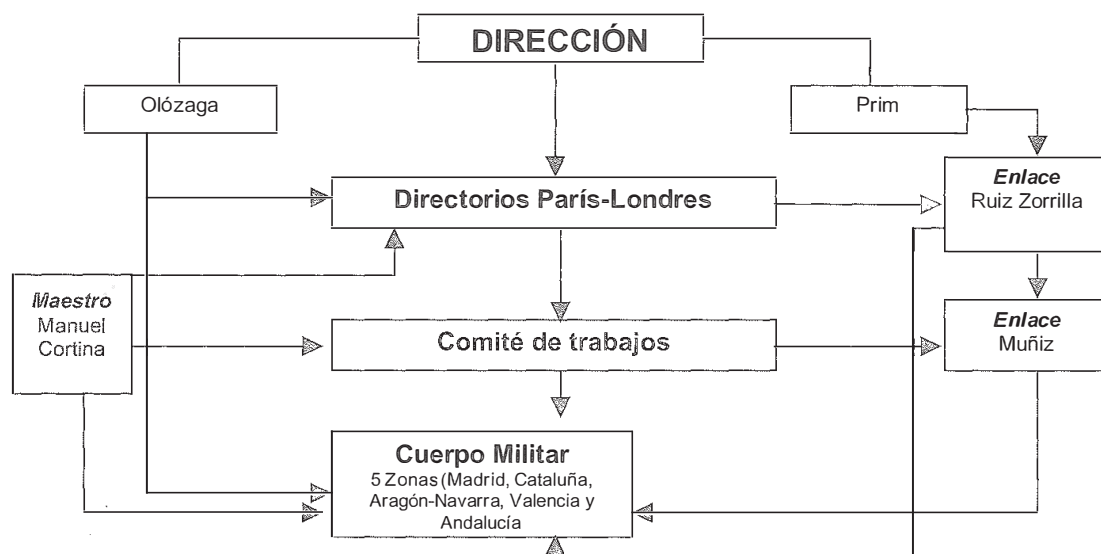 DIRECCIÓN
Olózaga
Prim
Directorios París-Londres
Enlace
Ruiz Zorrilla
Maestro
Manuel
Cortina
Comité de trabajos
Enlace
Muñiz
Cuerpo Militar
5 Zonas (Madrid, Cataluña,
Aragón-Navarra, Valencia y
Andalucía